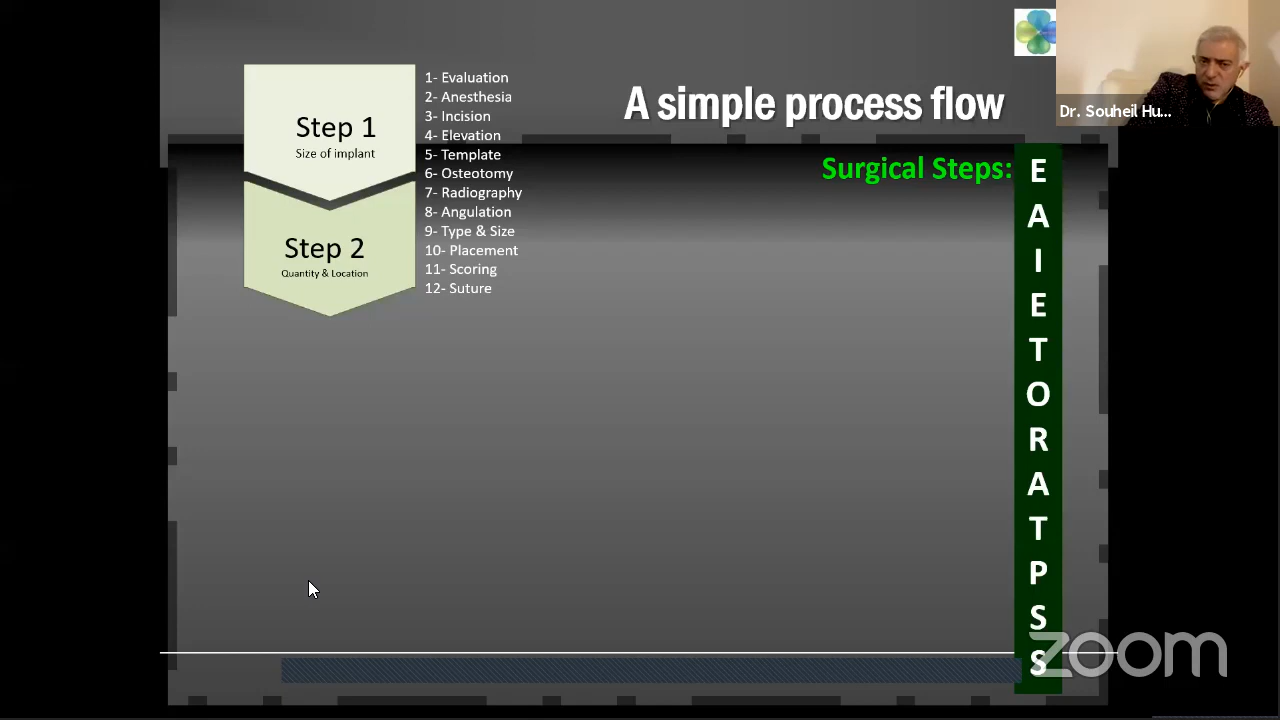 A simple process flow
Dr. Souheil Hu...
Step 1
Size of implant
Step 2
Quantity & Location
1- Evaluation
2- Anesthesia
3- Incision
4- Elevation
5- Template
6- Osteotomy
7- Radiography
8- Angulation
9- Type & Size
10- Placement
11- Scoring
12- Suture
Surgical Steps:
E
A
I
E
T
O
R
A
T
P
S
S
zoom